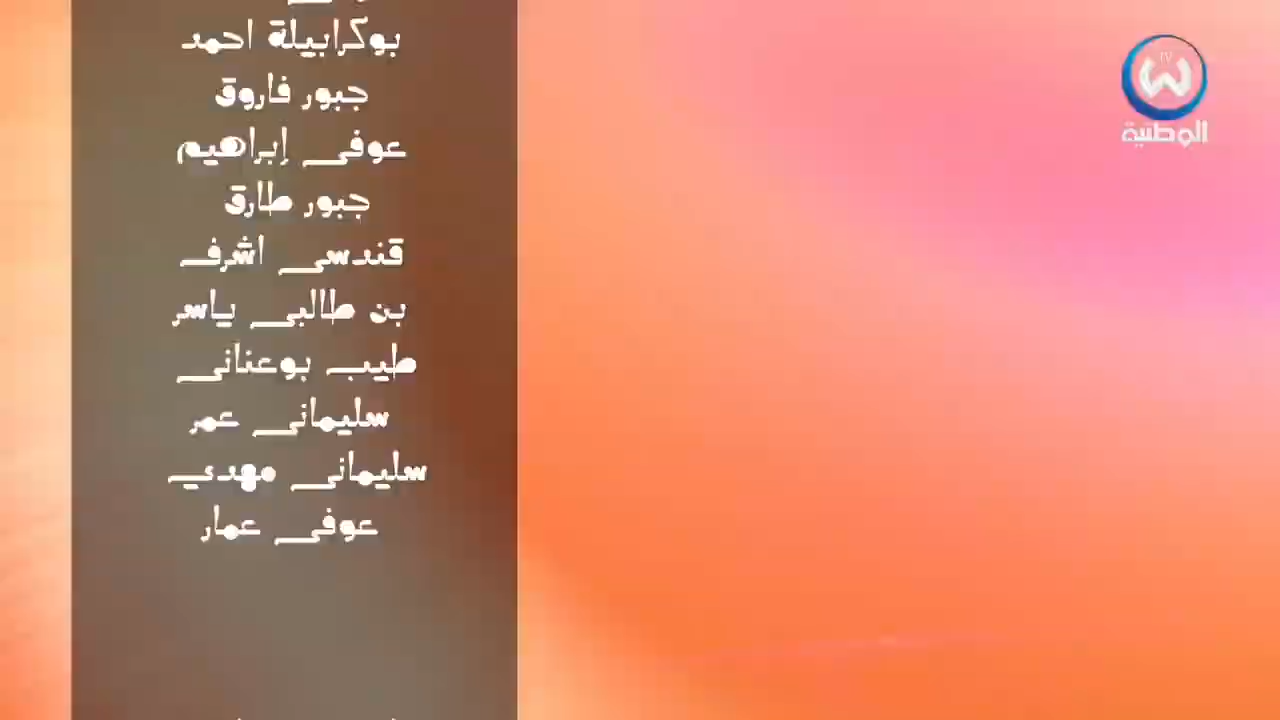 بوكرابيلة احمد
جبور فاروق
عوفي إبراهيم
جبور طارق
قندسي اشرف
بن طالبي ياسر
طيب بوعناني
سليماني عمر
سليماني مهدي
عوفي عمار
TV
الوطنية